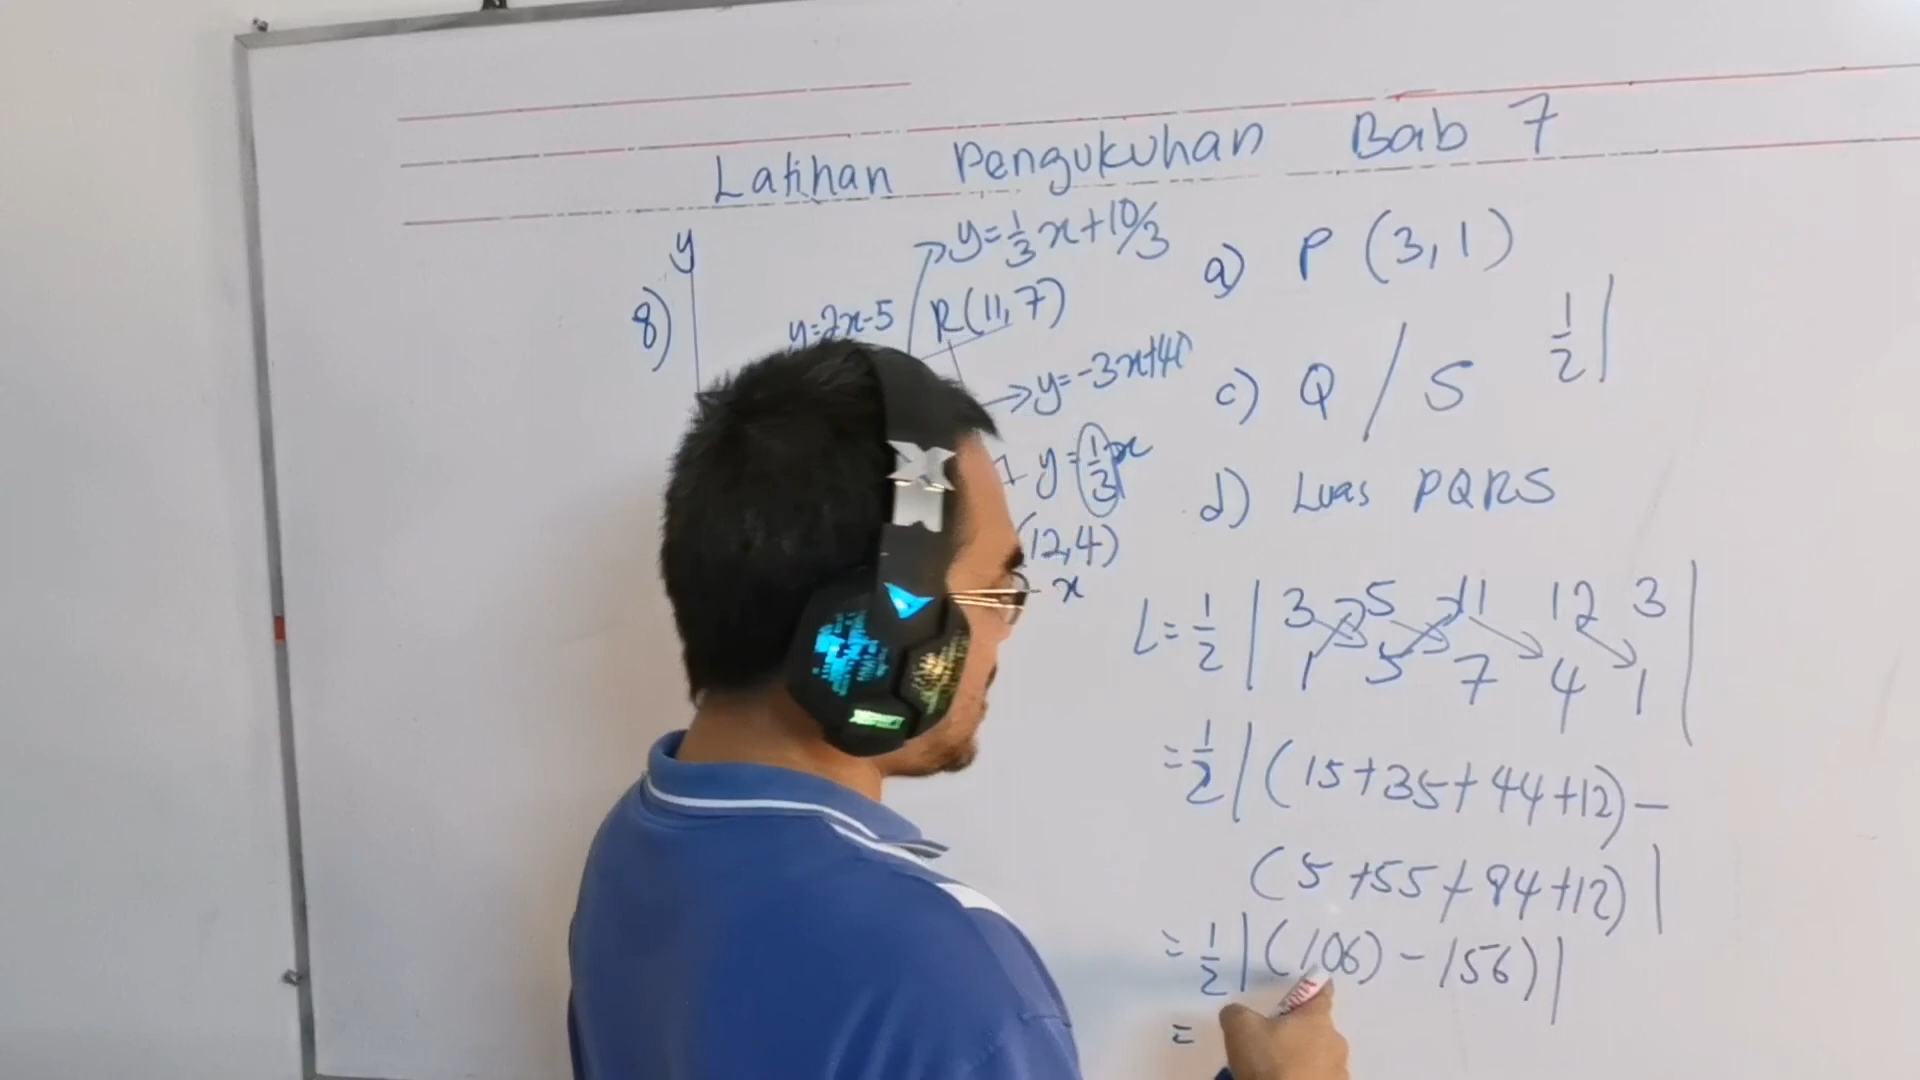 Latihan Pengukuhan Bab 7
8)
y
y=2x-5
y=1/3x+10/3
R(11,7)
y=-3x+40
y=1/3x
(12,4)
x
a) P (3,1)
1/2|
c) Q / S
d) Luas PQRS
L=1/2 | 3 5 11 12 3 |
1 5 7 4 1
=1/2|(15+35+44+12)-
(5+55+84+12)|
=1/2|(106)-156)|
=